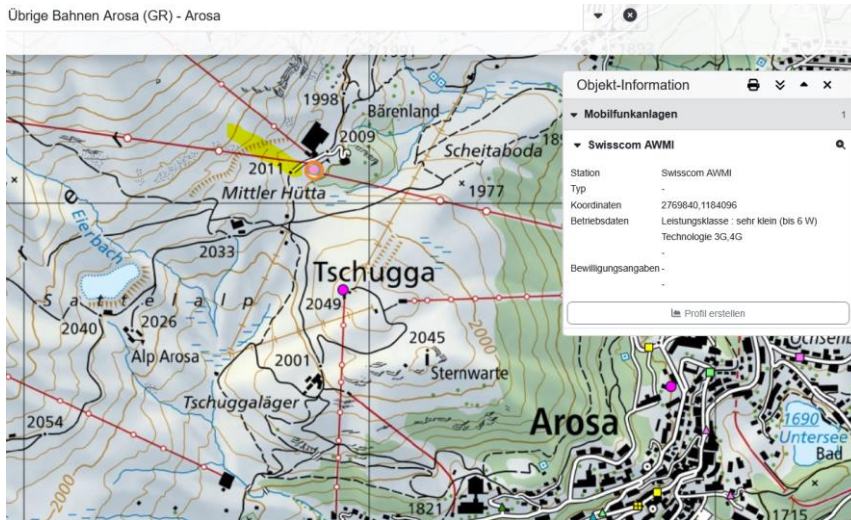 Übrige Bahnen Arosa (GR) - Arosa
Objekt-Information
Mobilfunkanlagen 1
Swisscom AWMI
Station Swisscom AWMI
Typ -
Koordinaten 2769840,1184096
Betriebsdaten Leistungsklasse : sehr klein (bis 6 W)
Technologie 3G,4G
-
Bewilligungsangaben -
-
Profil erstellen
1998
Bärenland
2009
Scheitaboda
2011
Mittler Hütta
1977
Eierbach
2033
Tschugga
2049
Sattelalp
2040
2026
Alp Arosa
2045
2001
Sternwarte
2000
Tschuggaläger
2054
Arosa
2000
1690
Untersee
Bad
1821
1715